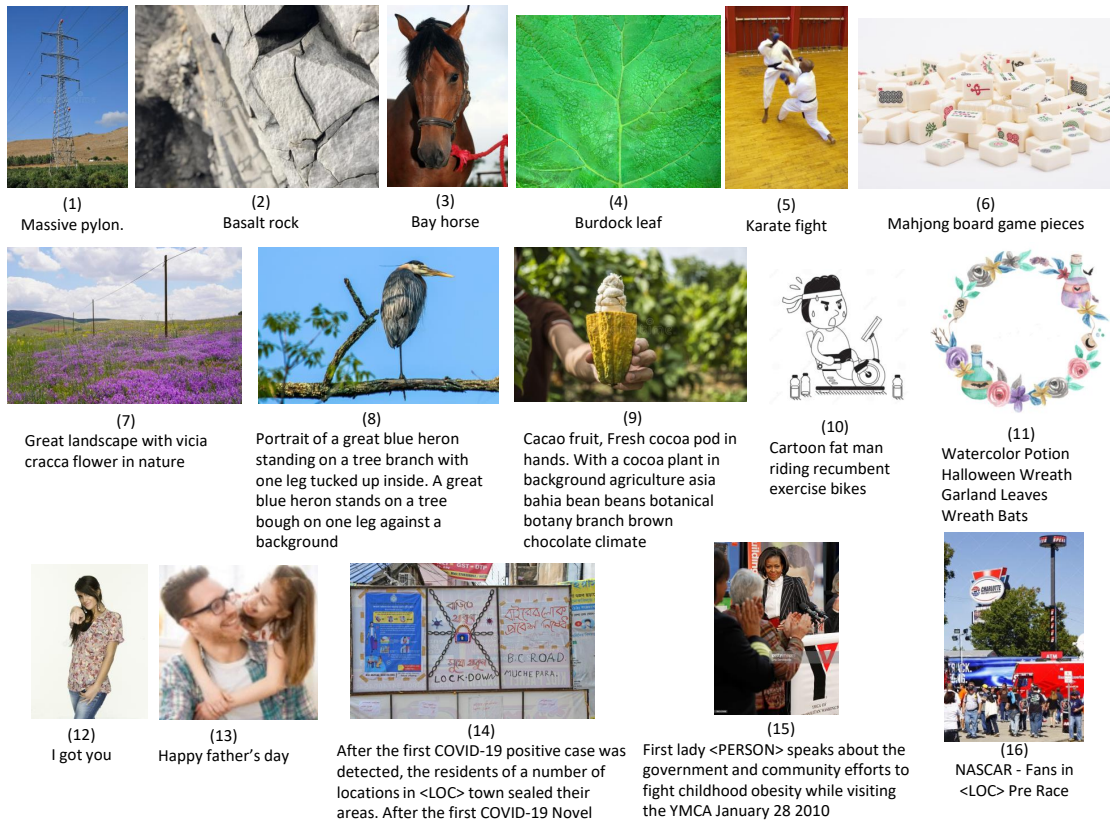 (1)
Massive pylon.
(2)
Basalt rock
(3)
Bay horse
(4)
Burdock leaf
(5)
Karate fight
(6)
Mahjong board game pieces
(7)
Great landscape with vicia
cracca flower in nature
(8)
Portrait of a great blue heron
standing on a tree branch with
one leg tucked up inside. A great
blue heron stands on a tree
bough on one leg against a
background
(9)
Cacao fruit, Fresh cocoa pod in
hands. With a cocoa plant in
background agriculture asia
bahia bean beans botanical
botany branch brown
chocolate climate
(10)
Cartoon fat man
riding recumbent
exercise bikes
(11)
Watercolor Potion
Halloween Wreath
Garland Leaves
Wreath Bats
(12)
I got you
(13)
Happy father's day
থাকুন
LOCK-DOWN
বাইরের লোক
প্রবেশ নিষেধ
B.C ROAD
(14)
After the first COVID-19 positive case was
detected, the residents of a number of
locations in <LOC> town sealed their
areas. After the first COVID-19 Novel
(15)
First lady <PERSON> speaks about the
government and community efforts to
fight childhood obesity while visiting
the YMCA January 28 2010
CHARLOTTE
ATM
(16)
NASCAR - Fans in
<LOC> Pre Race